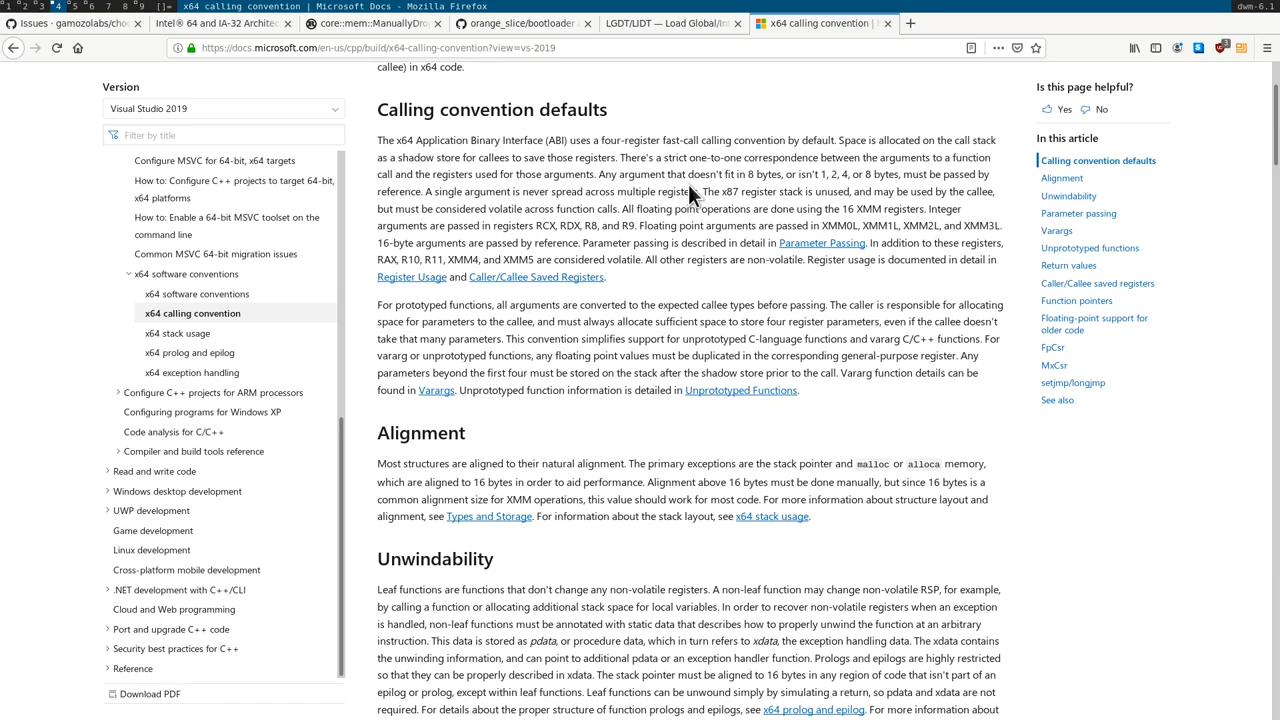 1 2 3 4 5 6 7 8 9 []= x64 calling convention | Microsoft Docs - Mozilla Firefox dwm-6.1
Issues · gamozolabs/cho
Intel® 64 and IA-32 Architec
core::mem::ManuallyDro
orange_slice/bootloader
LGDT/LIDT — Load Global/In
x64 calling convention |
https://docs.microsoft.com/en-us/cpp/build/x64-calling-convention?view=vs-2019
3
Version
Visual Studio 2019
Filter by title
Configure MSVC for 64-bit, x64 targets
How to: Configure C++ projects to target 64-bit,
x64 platforms
How to: Enable a 64-bit MSVC toolset on the
command line
Common MSVC 64-bit migration issues
x64 software conventions
x64 software conventions
x64 calling convention
x64 stack usage
x64 prolog and epilog
x64 exception handling
Configure C++ projects for ARM processors
Configuring programs for Windows XP
Code analysis for C/C++
Compiler and build tools reference
Read and write code
Windows desktop development
UWP development
Game development
Linux development
Cross-platform mobile development
.NET development with C++/CLI
Cloud and Web programming
Port and upgrade C++ code
Security best practices for C++
Reference
Download PDF
callee) in x64 code.
Calling convention defaults
The x64 Application Binary Interface (ABI) uses a four-register fast-call calling convention by default. Space is allocated on the call stack
as a shadow store for callees to save those registers. There's a strict one-to-one correspondence between the arguments to a function
call and the registers used for those arguments. Any argument that doesn't fit in 8 bytes, or isn't 1, 2, 4, or 8 bytes, must be passed by
reference. A single argument is never spread across multiple registers. The x87 register stack is unused, and may be used by the callee,
but must be considered volatile across function calls. All floating point operations are done using the 16 XMM registers. Integer
arguments are passed in registers RCX, RDX, R8, and R9. Floating point arguments are passed in XMM0L, XMM1L, XMM2L, and XMM3L.
16-byte arguments are passed by reference. Parameter passing is described in detail in Parameter Passing. In addition to these registers,
RAX, R10, R11, XMM4, and XMM5 are considered volatile. All other registers are non-volatile. Register usage is documented in detail in
Register Usage and Caller/Callee Saved Registers.
For prototyped functions, all arguments are converted to the expected callee types before passing. The caller is responsible for allocating
space for parameters to the callee, and must always allocate sufficient space to store four register parameters, even if the callee doesn't
take that many parameters. This convention simplifies support for unprototyped C-language functions and vararg C/C++ functions. For
vararg or unprototyped functions, any floating point values must be duplicated in the corresponding general-purpose register. Any
parameters beyond the first four must be stored on the stack after the shadow store prior to the call. Vararg function details can be
found in Varargs. Unprototyped function information is detailed in Unprototyped Functions.
Alignment
Most structures are aligned to their natural alignment. The primary exceptions are the stack pointer and malloc or alloca memory,
which are aligned to 16 bytes in order to aid performance. Alignment above 16 bytes must be done manually, but since 16 bytes is a
common alignment size for XMM operations, this value should work for most code. For more information about structure layout and
alignment, see Types and Storage. For information about the stack layout, see x64 stack usage.
Unwindability
Leaf functions are functions that don't change any non-volatile registers. A non-leaf function may change non-volatile RSP, for example,
by calling a function or allocating additional stack space for local variables. In order to recover non-volatile registers when an exception
is handled, non-leaf functions must be annotated with static data that describes how to properly unwind the function at an arbitrary
instruction. This data is stored as pdata, or procedure data, which in turn refers to xdata, the exception handling data. The xdata contains
the unwinding information, and can point to additional pdata or an exception handler function. Prologs and epilogs are highly restricted
so that they can be properly described in xdata. The stack pointer must be aligned to 16 bytes in any region of code that isn't part of an
epilog or prolog, except within leaf functions. Leaf functions can be unwound simply by simulating a return, so pdata and xdata are not
required. For details about the proper structure of function prologs and epilogs, see x64 prolog and epilog. For more information about
Is this page helpful?
Yes No
In this article
Calling convention defaults
Alignment
Unwindability
Parameter passing
Varargs
Unprototyped functions
Return values
Caller/Callee saved registers
Function pointers
Floating-point support for
older code
FpCsr
MxCsr
setjmp/longjmp
See also